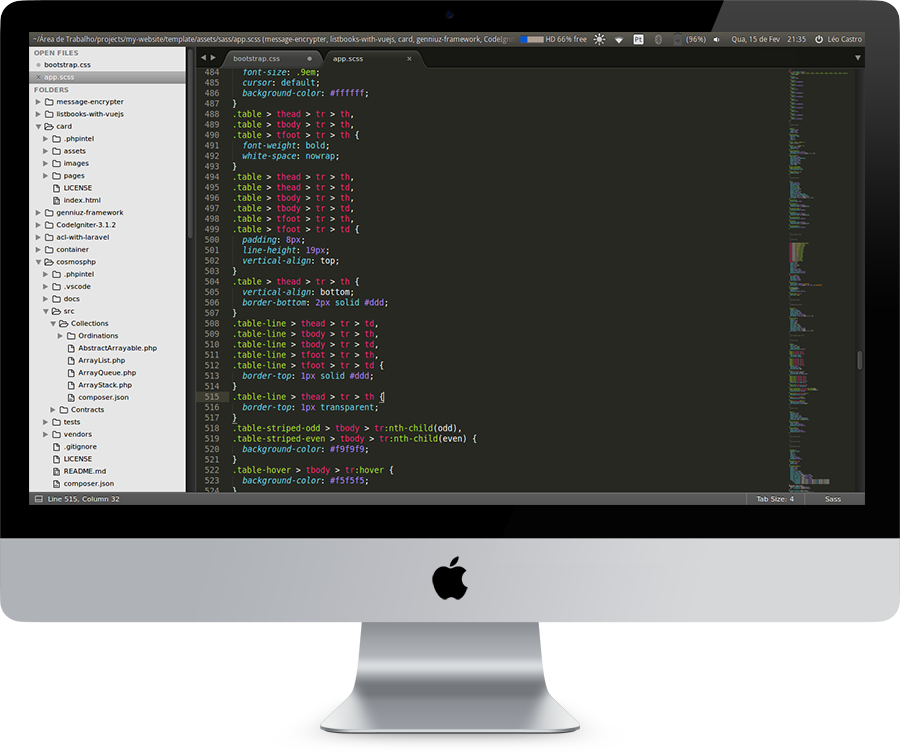 ~/Área de Trabalho/projects/my-website/template/assets/sass/app.scss (message-encrypter, listbooks-with-vuejs, card, genniuz-framework, CodeIgn HD 66% free Pt (96%) Qua, 15 de Fev 21:35 Léo Castro
OPEN FILES
bootstrap.css
app.scss
FOLDERS
message-encrypter
listbooks-with-vuejs
card
.phpintel
assets
images
pages
LICENSE
index.html
genniuz-framework
CodeIgniter-3.1.2
acl-with-laravel
container
cosmosphp
.phpintel
.vscode
docs
src
Collections
Ordinations
AbstractArrayable.php
ArrayList.php
ArrayQueue.php
ArrayStack.php
composer.json
Contracts
tests
vendors
.gitignore
LICENSE
README.md
composer.json
bootstrap.css app.scss ×
484 font-size: .9em;
485 cursor: default;
486 background-color: #ffffff;
487 }
488 .table > thead > tr > th,
489 .table > tbody > tr > th,
490 .table > tfoot > tr > th {
491 font-weight: bold;
492 white-space: nowrap;
493 }
494 .table > thead > tr > th,
495 .table > thead > tr > td,
496 .table > tbody > tr > td,
497 .table > tbody > tr > td,
498 .table > tfoot > tr > th,
499 .table > tfoot > tr > td {
500 padding: 8px;
501 line-height: 19px;
502 vertical-align: top;
503 }
504 .table > thead > tr > th {
505 vertical-align: bottom;
506 border-bottom: 2px solid #ddd;
507 }
508 .table-line > thead > tr > td,
509 .table-line > tbody > tr > th,
510 .table-line > tbody > tr > td,
511 .table-line > tfoot > tr > th,
512 .table-line > tfoot > tr > td {
513 border-top: 1px solid #ddd;
514 }
515 .table-line > thead > tr > th {
516 border-top: 1px transparent;
517 }
518 .table-striped-odd > tbody > tr:nth-child(odd),
519 .table-striped-even > tbody > tr:nth-child(even) {
520 background-color: #f9f9f9;
521 }
522 .table-hover > tbody > tr:hover {
523 background-color: #f5f5f5;
524 }
Line 515, Column 32 Tab Size: 4 Sass